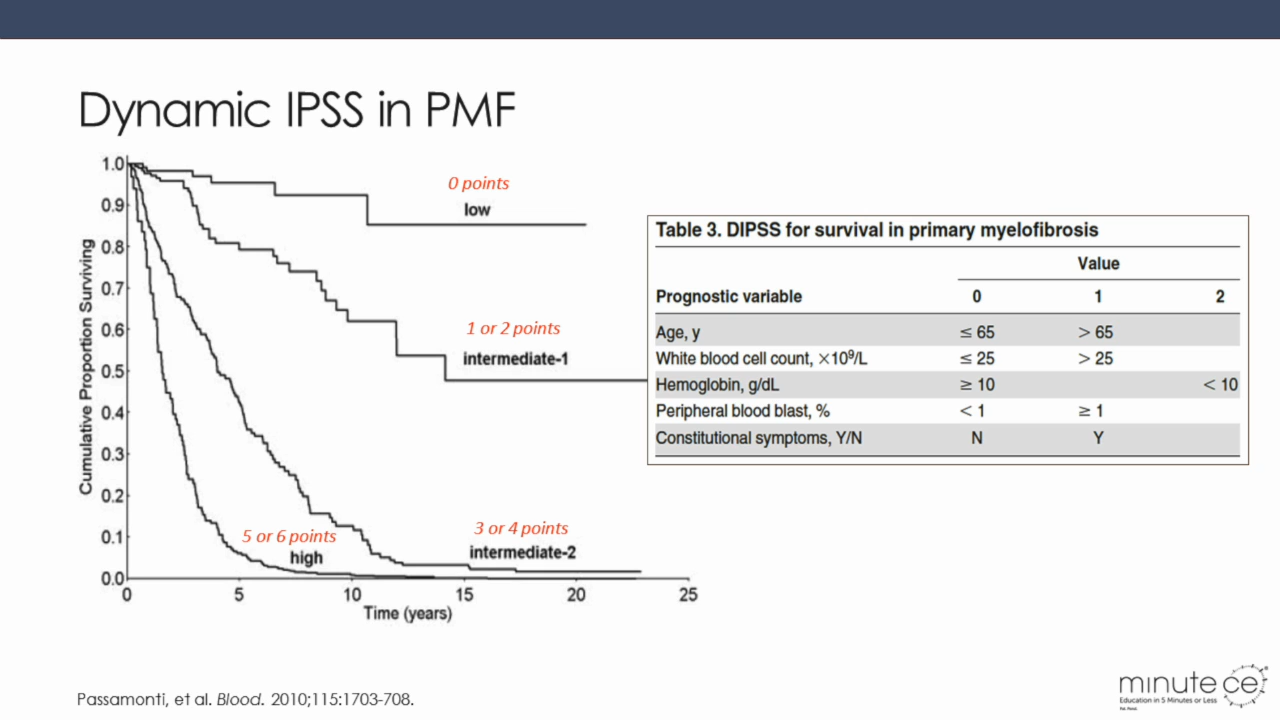 Dynamic IPSS in PMF
1.0
0.9
0.8
0.7
0.6
0.5
0.4
0.3
0.2
0.1
0.0
Cumulative Proportion Surviving
0 points
low
1 or 2 points
intermediate-1
5 or 6 points
high
3 or 4 points
intermediate-2
0 5 10 15 20 25
Time (years)
Table 3. DIPSS for survival in primary myelofibrosis
Value
Prognostic variable 0 1 2
Age, y ≤ 65 > 65
White blood cell count, ×10⁹/L ≤ 25 > 25
Hemoglobin, g/dL ≥ 10 < 10
Peripheral blood blast, % < 1 ≥ 1
Constitutional symptoms, Y/N N Y
Passamonti, et al. Blood. 2010;115:1703-708.
minute ce
Education in 5 Minutes or Less